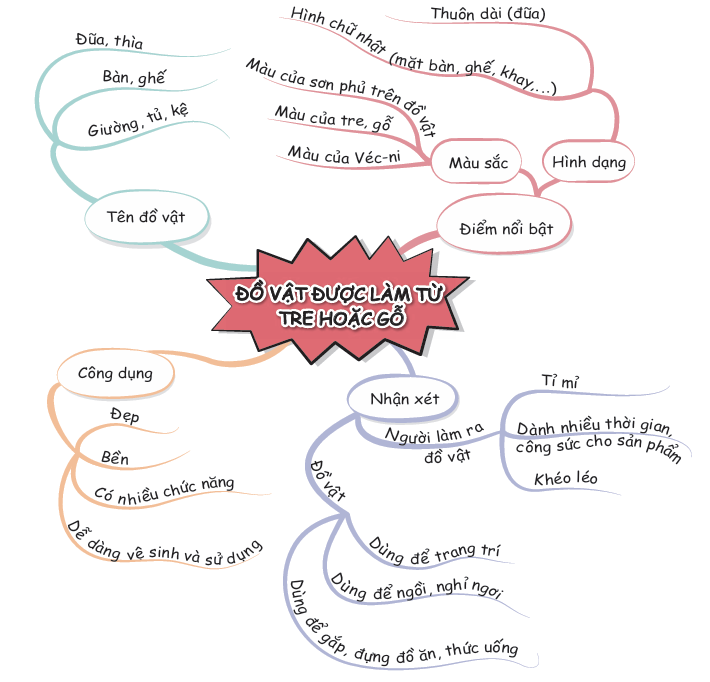 ĐỒ VẬT ĐƯỢC LÀM TỪ
TRE HOẶC GỖ
Tên đồ vật
Đũa, thìa
Bàn, ghế
Giường, tủ, kệ
Điểm nổi bật
Màu sắc
Màu của sơn phủ trên đồ vật
Màu của tre, gỗ
Màu của Véc-ni
Hình dạng
Thuôn dài (đũa)
Hình chữ nhật (mặt bàn, ghế, khay,...)
Công dụng
Đẹp
Bền
Có nhiều chức năng
Dễ dàng vệ sinh và sử dụng
Nhận xét
Người làm ra
đồ vật
Tỉ mỉ
Dành nhiều thời gian,
công sức cho sản phẩm
Khéo léo
Đồ vật
Dùng để trang trí
Dùng để ngồi, nghỉ ngơi
Dùng để gắp, đựng đồ ăn, thức uống